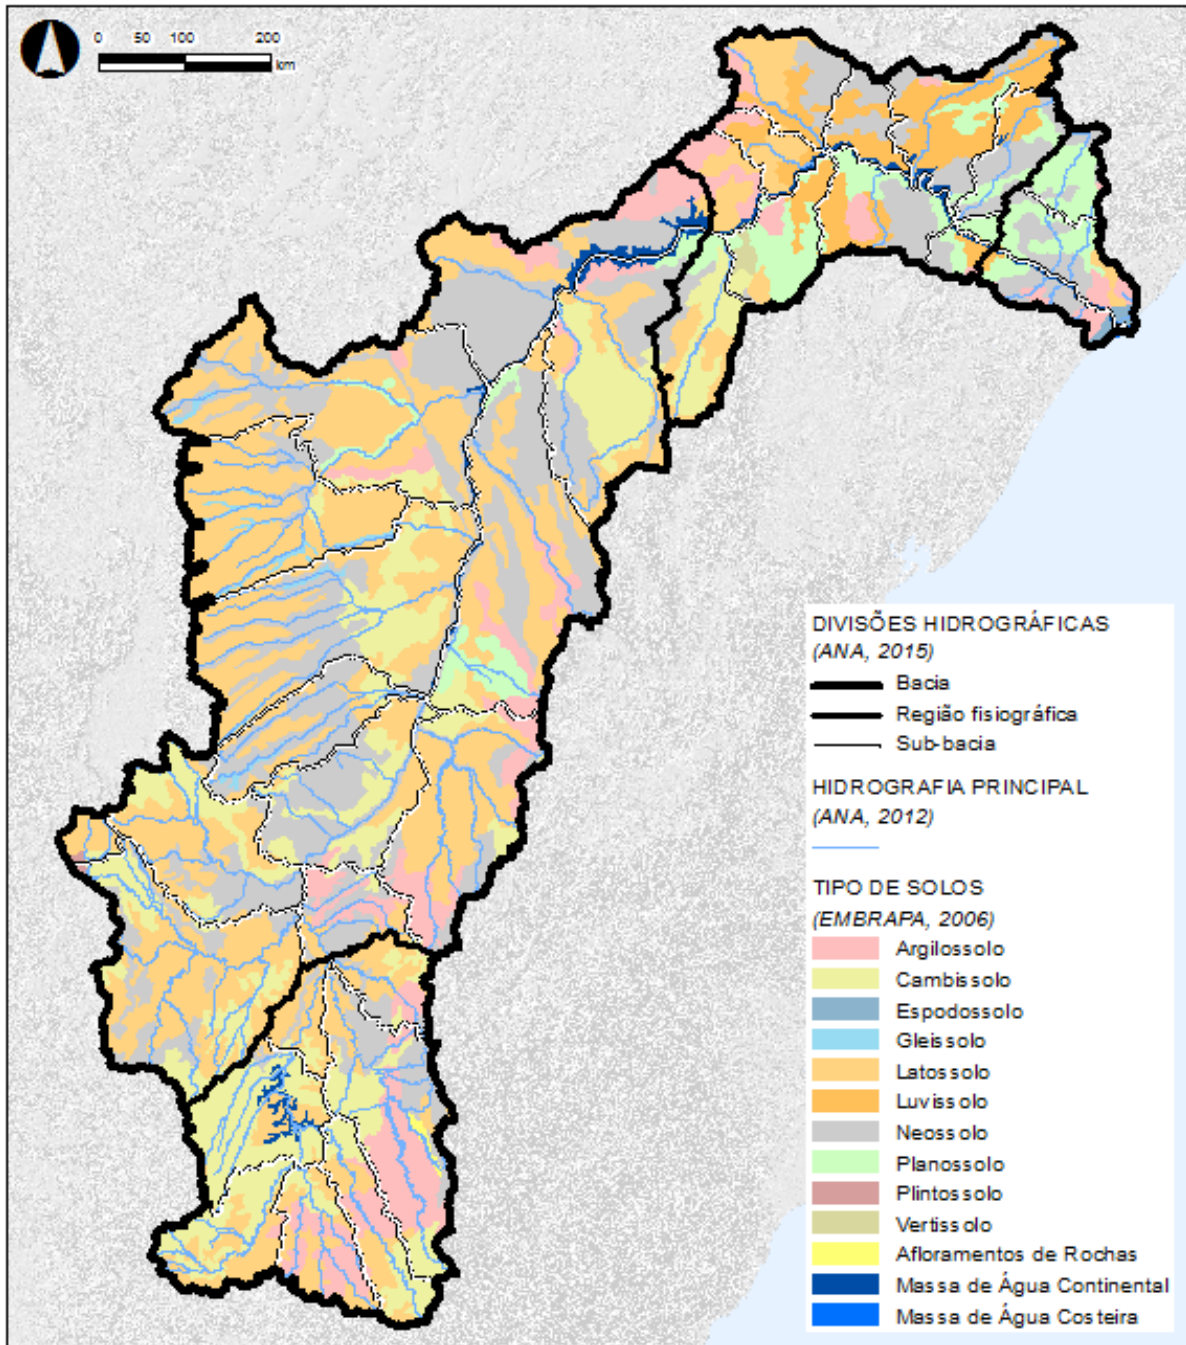 0 50 100 200
km
DIVISÕES HIDROGRÁFICAS
(ANA, 2015)
Bacia
Região fisiográfica
Sub-bacia
HIDROGRAFIA PRINCIPAL
(ANA, 2012)
TIPO DE SOLOS
(EMBRAPA, 2006)
Argilossolo
Cambissolo
Espodossolo
Gleissolo
Latossolo
Luvissolo
Neossolo
Planossolo
Plintossolo
Vertissolo
Afloramentos de Rochas
Massa de Água Continental
Massa de Água Costeira